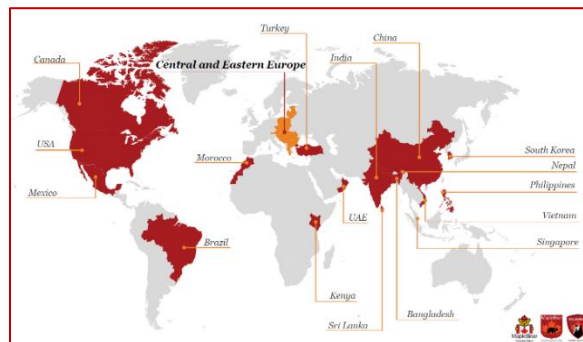 Turkey
China
Canada
Central and Eastern Europe
India
USA
South Korea
Morocco
Nepal
Mexico
Philippines
UAE
Vietnam
Brazil
Singapore
Kenya
Bangladesh
Sri Lanka
MapleBear